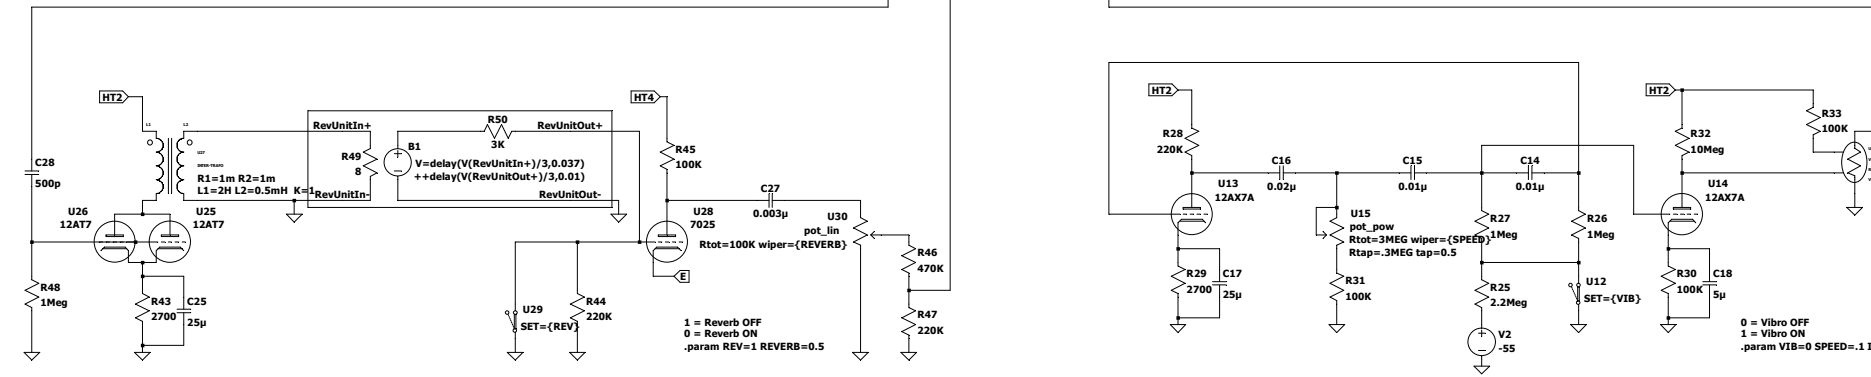 HT2
L1
L2
C28
500p
R1=1m R2=1m
L1=2H L2=0.5mH K=1
RevUnitIn+
R49
8
RevUnitIn-
B1
R50
3K
V=delay(V(RevUnitIn+)/3,0.037)
++delay(V(RevUnitOut+)/3,0.01)
RevUnitOut+
RevUnitOut-
U26
12AT7
U25
12AT7
R48
1Meg
R43
2700
C25
25µ
HT4
R45
100K
C27
0.003µ
U28
7025
U30
pot_lin
Rtot=100K wiper={REVERB}
E
U29
SET={REV}
R44
220K
R46
470K
R47
220K
1 = Reverb OFF
0 = Reverb ON
.param REV=1 REVERB=0.5
HT2
R28
220K
U13
12AX7A
R29
2700
C17
25µ
C16
0.02µ
U15
pot_pow
Rtot=3MEG wiper={SPEED}
Rtap=.3MEG tap=0.5
R31
100K
C15
0.01µ
C14
0.01µ
R27
1Meg
R26
1Meg
R25
2.2Meg
V2
-55
U12
SET={VIB}
HT2
R32
10Meg
R33
100K
U14
12AX7A
R30
100K
C18
5µ
0 = Vibro OFF
1 = Vibro ON
.param VIB=0 SPEED=.1